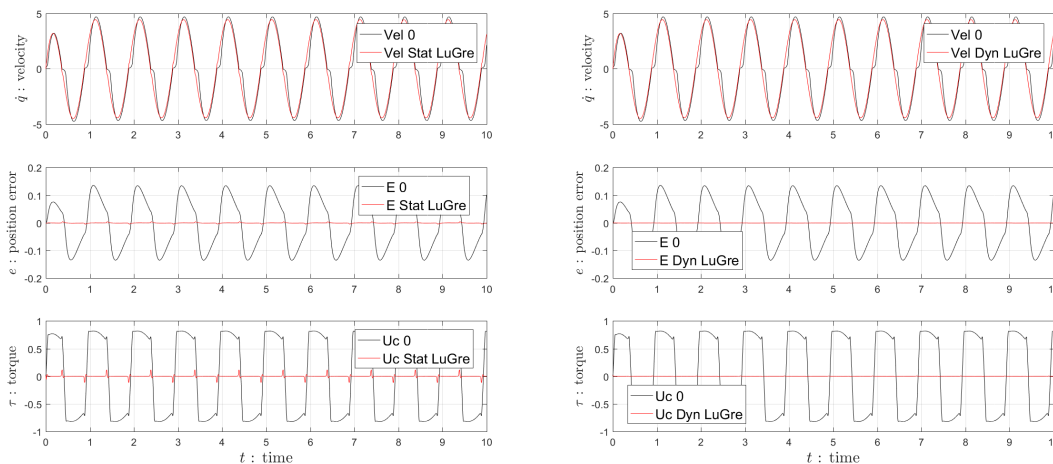 5
0
-5
q̇ : velocity
Vel 0
Vel Stat LuGre
0 1 2 3 4 5 6 7 8 9 10
0.2
0.1
0
-0.1
-0.2
e : position error
E 0
E Stat LuGre
0 1 2 3 4 5 6 7 8 9 10
1
0.5
0
-0.5
-1
τ : torque
Uc 0
Uc Stat LuGre
0 1 2 3 4 5 6 7 8 9 10
t : time
5
0
-5
q̇ : velocity
Vel 0
Vel Dyn LuGre
0 1 2 3 4 5 6 7 8 9 10
0.2
0.1
0
-0.1
-0.2
e : position error
E 0
E Dyn LuGre
0 1 2 3 4 5 6 7 8 9 10
1
0.5
0
-0.5
-1
τ : torque
Uc 0
Uc Dyn LuGre
0 1 2 3 4 5 6 7 8 9 10
t : time